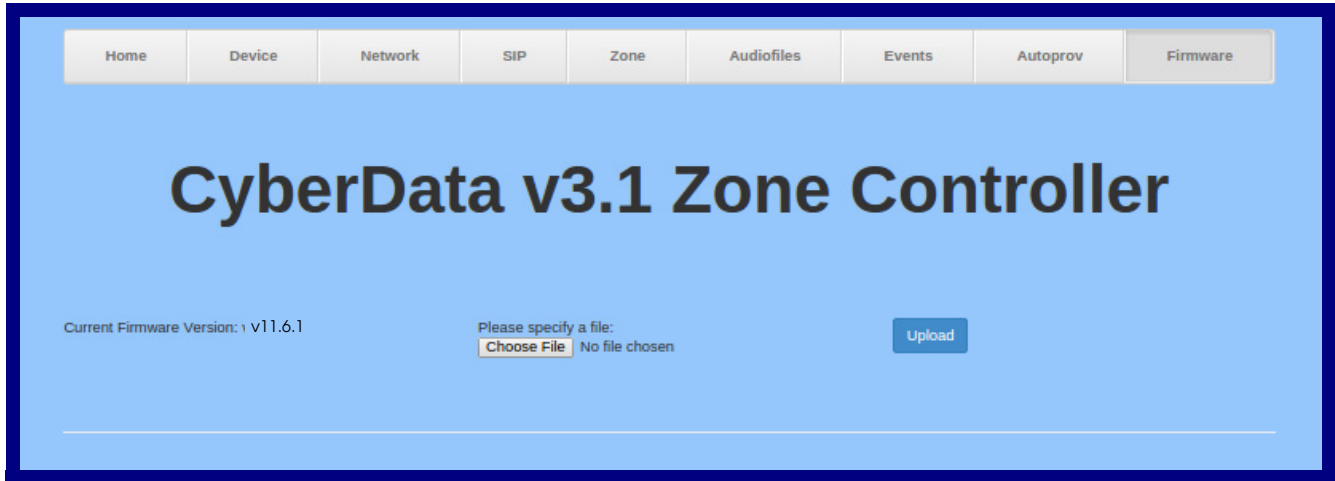 Home Device Network SIP Zone Audiofiles Events Autoprov Firmware
CyberData v3.1 Zone Controller
Current Firmware Version: v11.6.1
Please specify a file:
Choose File No file chosen
Upload